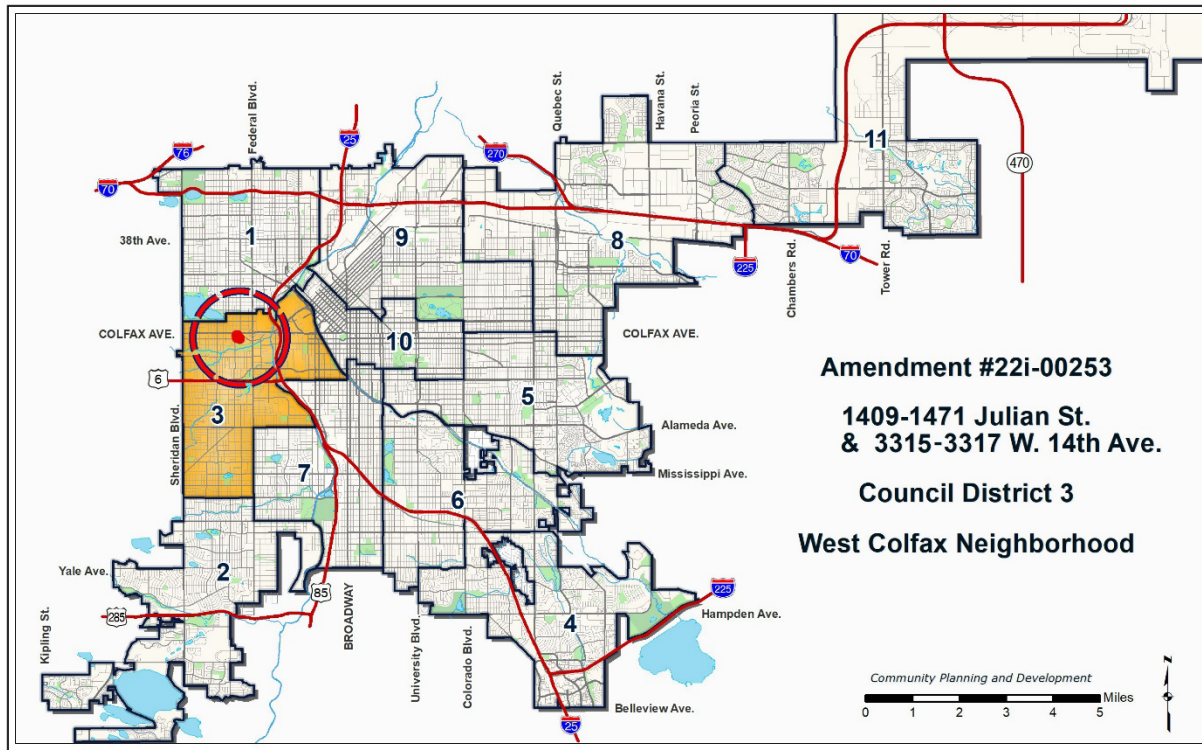 Federal Blvd.
Quebec St.
Havana St.
Peoria St.
76
25
270
11
470
70
1
9
8
38th Ave.
225
Chambers Rd.
70
Tower Rd.
COLFAX AVE.
10
COLFAX AVE.
6
3
Sheridan Blvd.
5
Alameda Ave.
7
Mississippi Ave.
6
Yale Ave.
2
85
BROADWAY
University Blvd.
Colorado Blvd.
4
225
Hampden Ave.
285
Kipling St.
25
Belleview Ave.
Amendment #22i-00253
1409-1471 Julian St.
& 3315-3317 W. 14th Ave.
Council District 3
West Colfax Neighborhood
Community Planning and Development
Miles
0 1 2 3 4 5